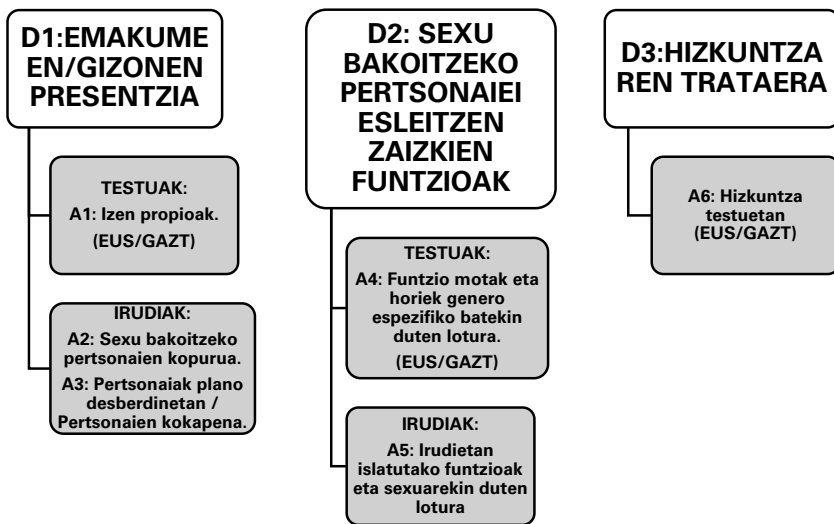 D1:EMAKUME
EN/GIZONEN
PRESENTZIA
TESTUAK:
A1: Izen propioak.
(EUS/GAZT)
IRUDIAK:
A2: Sexu bakoitzeko
pertsonaien kopurua.
A3: Pertsonaiak plano
desberdinetan /
Pertsonaien kokapena.
D2: SEXU
BAKOITZEKO
PERTSONAIEI
ESLEITZEN
ZAIZKIEN
FUNTZIOAK
TESTUAK:
A4: Funtzio motak eta
horiek genero
espezifiko batekin
duten lotura.
(EUS/GAZT)
IRUDIAK:
A5: Irudietan
islatutako funtzioak
eta sexuarekin duten
lotura
D3:HIZKUNTZA
REN TRATAERA
A6: Hizkuntza
testuetan
(EUS/GAZT)